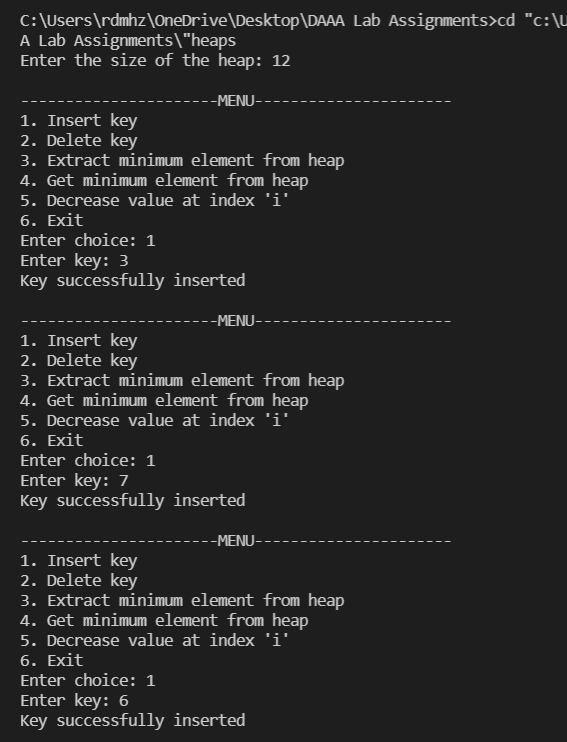 C:\Users\rdmhz\OneDrive\Desktop\DAAA Lab Assignments>cd "c:\U
A Lab Assignments\"heaps
Enter the size of the heap: 12
----------------------MENU----------------------
1. Insert key
2. Delete key
3. Extract minimum element from heap
4. Get minimum element from heap
5. Decrease value at index 'i'
6. Exit
Enter choice: 1
Enter key: 3
Key successfully inserted
----------------------MENU----------------------
1. Insert key
2. Delete key
3. Extract minimum element from heap
4. Get minimum element from heap
5. Decrease value at index 'i'
6. Exit
Enter choice: 1
Enter key: 7
Key successfully inserted
----------------------MENU----------------------
1. Insert key
2. Delete key
3. Extract minimum element from heap
4. Get minimum element from heap
5. Decrease value at index 'i'
6. Exit
Enter choice: 1
Enter key: 6
Key successfully inserted